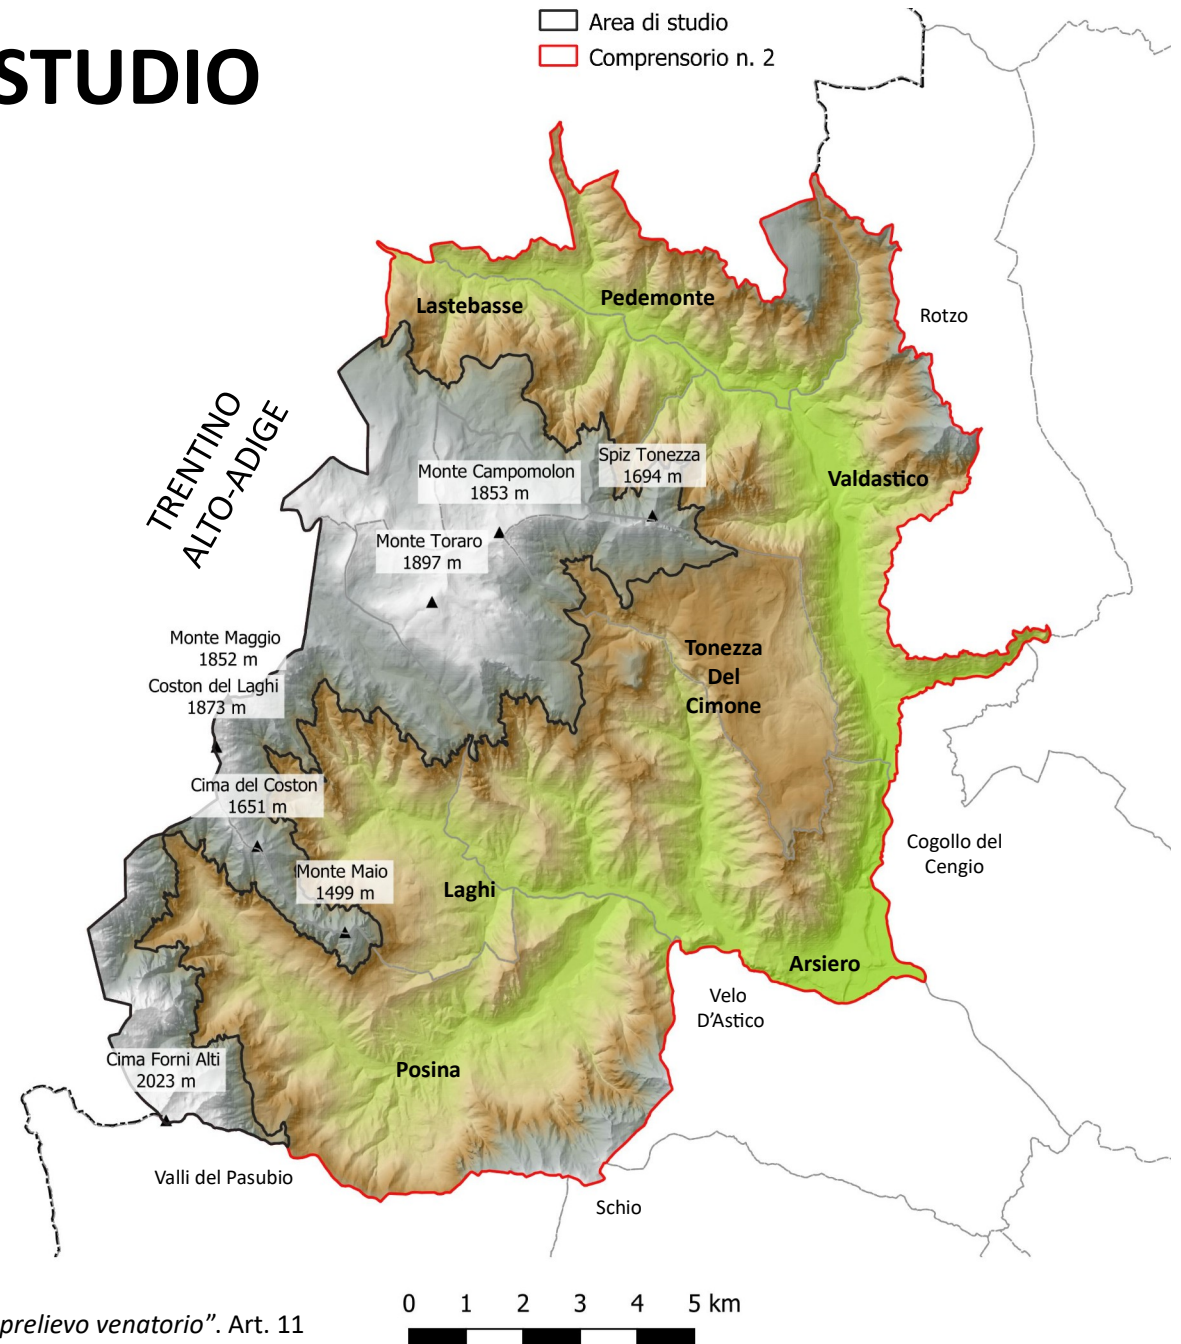 STUDIO
Area di studio
Comprensorio n. 2
Rotzo
Lastebasse
Pedemonte
TRENTINO
ALTO-ADIGE
Spiz Tonezza
1694 m
Monte Campomolon
1853 m
Valdastico
Monte Toraro
1897 m
Monte Maggio
1852 m
Coston del Laghi
1873 m
Tonezza
Del
Cimone
Cima del Coston
1651 m
Cogollo del
Cengio
Monte Maio
1499 m
Laghi
Arsiero
Velo
D'Astico
Cima Forni Alti
2023 m
Posina
Valli del Pasubio
Schio
0 1 2 3 4 5 km
prelievo venatorio”. Art. 11